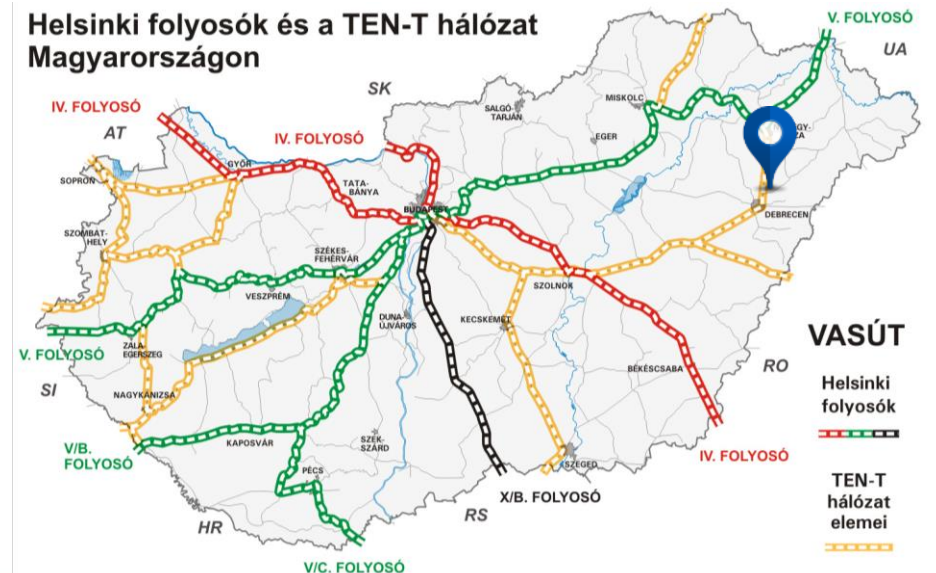 Helsinki folyosók és a TEN-T hálózat
Magyarországon
V. FOLYOSÓ
UA
SK
IV. FOLYOSÓ
AT
IV. FOLYOSÓ
SALGÓ-
TARJÁN
MISKOLC
EGER
GYŐR
SOPRON
TATA-
BÁNYA
BUDAPEST
DEBRECEN
SZOMBAT-
HELY
SZÉKES-
FEHÉRVÁR
VESZPRÉM
SZOLNOK
DUNA-
ÚJVÁROS
KECSKEMÉT
V. FOLYOSÓ
ZALA-
EGERSZEG
SI
NAGYKANIZSA
BÉKÉSCSABA
RO
VASÚT
Helsinki
folyosók
V/B.
FOLYOSÓ
KAPOSVÁR
SZEK-
SZÁRD
PÉCS
SZEGED
IV. FOLYOSÓ
X/B. FOLYOSÓ
HR
RS
V/C. FOLYOSÓ
TEN-T
hálózat
elemei